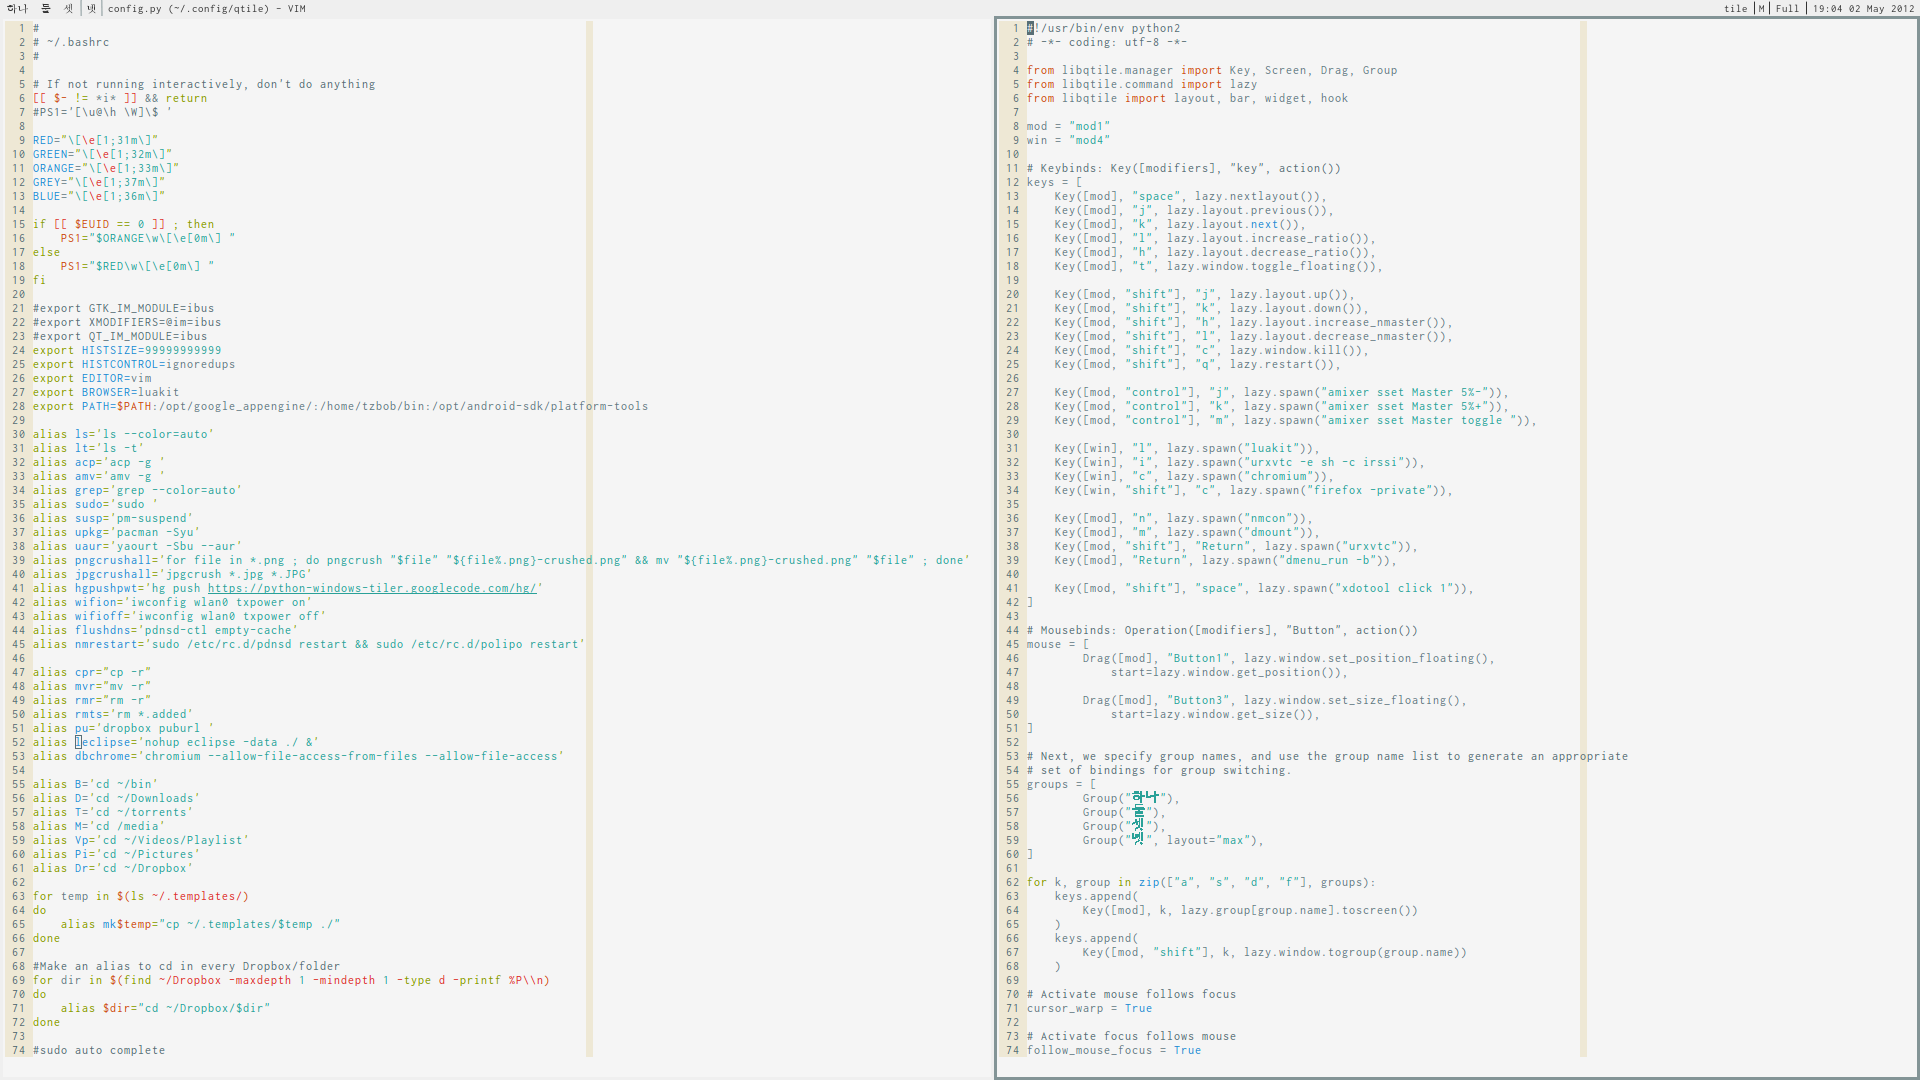 하나 둘 셋 넷 config.py (~/.config/qtile) - VIM
tile M Full 19:04 02 May 2012
1 #
2 # ~/.bashrc
3 #
4
5 # If not running interactively, don't do anything
6 [[ $- != *i* ]] && return
7 #PS1='[\u@\h \W]\$ '
8
9 RED="\[\e[1;31m\]"
10 GREEN="\[\e[1;32m\]"
11 ORANGE="\[\e[1;33m\]"
12 GREY="\[\e[1;37m\]"
13 BLUE="\[\e[1;36m\]"
14
15 if [[ $EUID == 0 ]] ; then
16     PS1="$ORANGE\w\[\e[0m\] "
17 else
18     PS1="$RED\w\[\e[0m\] "
19 fi
20
21 #export GTK_IM_MODULE=ibus
22 #export XMODIFIERS=@im=ibus
23 #export QT_IM_MODULE=ibus
24 export HISTSIZE=99999999999
25 export HISTCONTROL=ignoredups
26 export EDITOR=vim
27 export BROWSER=luakit
28 export PATH=$PATH:/opt/google_appengine/:/home/tzbob/bin:/opt/android-sdk/platform-tools
29
30 alias ls='ls --color=auto'
31 alias lt='ls -t'
32 alias acp='acp -g '
33 alias amv='amv -g '
34 alias grep='grep --color=auto'
35 alias sudo='sudo '
36 alias susp='pm-suspend'
37 alias upkg='pacman -Syu'
38 alias uaur='yaourt -Sbu --aur'
39 alias pngcrushall='for file in *.png ; do pngcrush "$file" "${file%.png}-crushed.png" && mv "${file%.png}-crushed.png" "$file" ; done'
40 alias jpgcrushall='jpgcrush *.jpg *.JPG'
41 alias hgpushpwt='hg push https://python-windows-tiler.googlecode.com/hg/'
42 alias wifion='iwconfig wlan0 txpower on'
43 alias wifioff='iwconfig wlan0 txpower off'
44 alias flushdns='pdnsd-ctl empty-cache'
45 alias nmrestart='sudo /etc/rc.d/pdnsd restart && sudo /etc/rc.d/polipo restart'
46
47 alias cpr="cp -r"
48 alias mvr="mv -r"
49 alias rmr="rm -r"
50 alias rmts='rm *.added'
51 alias pu='dropbox puburl '
52 alias leclipse='nohup eclipse -data ./ &'
53 alias dbchrome='chromium --allow-file-access-from-files --allow-file-access'
54
55 alias B='cd ~/bin'
56 alias D='cd ~/Downloads'
57 alias T='cd ~/torrents'
58 alias M='cd /media'
59 alias Vp='cd ~/Videos/Playlist'
60 alias Pi='cd ~/Pictures'
61 alias Dr='cd ~/Dropbox'
62
63 for temp in $(ls ~/.templates/)
64 do
65     alias mk$temp="cp ~/.templates/$temp ./"
66 done
67
68 #Make an alias to cd in every Dropbox/folder
69 for dir in $(find ~/Dropbox -maxdepth 1 -mindepth 1 -type d -printf %P\\n)
70 do
71     alias $dir="cd ~/Dropbox/$dir"
72 done
73
74 #sudo auto complete
1 #!/usr/bin/env python2
2 # -*- coding: utf-8 -*-
3
4 from libqtile.manager import Key, Screen, Drag, Group
5 from libqtile.command import lazy
6 from libqtile import layout, bar, widget, hook
7
8 mod = "mod1"
9 win = "mod4"
10
11 # Keybinds: Key([modifiers], "key", action())
12 keys = [
13     Key([mod], "space", lazy.nextlayout()),
14     Key([mod], "j", lazy.layout.previous()),
15     Key([mod], "k", lazy.layout.next()),
16     Key([mod], "l", lazy.layout.increase_ratio()),
17     Key([mod], "h", lazy.layout.decrease_ratio()),
18     Key([mod], "t", lazy.window.toggle_floating()),
19
20     Key([mod, "shift"], "j", lazy.layout.up()),
21     Key([mod, "shift"], "k", lazy.layout.down()),
22     Key([mod, "shift"], "h", lazy.layout.increase_nmaster()),
23     Key([mod, "shift"], "l", lazy.layout.decrease_nmaster()),
24     Key([mod, "shift"], "c", lazy.window.kill()),
25     Key([mod, "shift"], "q", lazy.restart()),
26
27     Key([mod, "control"], "j", lazy.spawn("amixer sset Master 5%-")),
28     Key([mod, "control"], "k", lazy.spawn("amixer sset Master 5%+")),
29     Key([mod, "control"], "m", lazy.spawn("amixer sset Master toggle ")),
30
31     Key([win], "l", lazy.spawn("luakit")),
32     Key([win], "i", lazy.spawn("urxvtc -e sh -c irssi")),
33     Key([win], "c", lazy.spawn("chromium")),
34     Key([win, "shift"], "c", lazy.spawn("firefox -private")),
35
36     Key([mod], "n", lazy.spawn("nmcon")),
37     Key([mod], "m", lazy.spawn("dmount")),
38     Key([mod, "shift"], "Return", lazy.spawn("urxvtc")),
39     Key([mod], "Return", lazy.spawn("dmenu_run -b")),
40
41     Key([mod, "shift"], "space", lazy.spawn("xdotool click 1")),
42 ]
43
44 # Mousebinds: Operation([modifiers], "Button", action())
45 mouse = [
46         Drag([mod], "Button1", lazy.window.set_position_floating(),
47             start=lazy.window.get_position()),
48
49         Drag([mod], "Button3", lazy.window.set_size_floating(),
50             start=lazy.window.get_size()),
51 ]
52
53 # Next, we specify group names, and use the group name list to generate an appropriate
54 # set of bindings for group switching.
55 groups = [
56         Group("하나"),
57         Group("둘"),
58         Group("셋"),
59         Group("넷", layout="max"),
60 ]
61
62 for k, group in zip(["a", "s", "d", "f"], groups):
63     keys.append(
64         Key([mod], k, lazy.group[group.name].toscreen())
65     )
66     keys.append(
67         Key([mod, "shift"], k, lazy.window.togroup(group.name))
68     )
69
70 # Activate mouse follows focus
71 cursor_warp = True
72
73 # Activate focus follows mouse
74 follow_mouse_focus = True